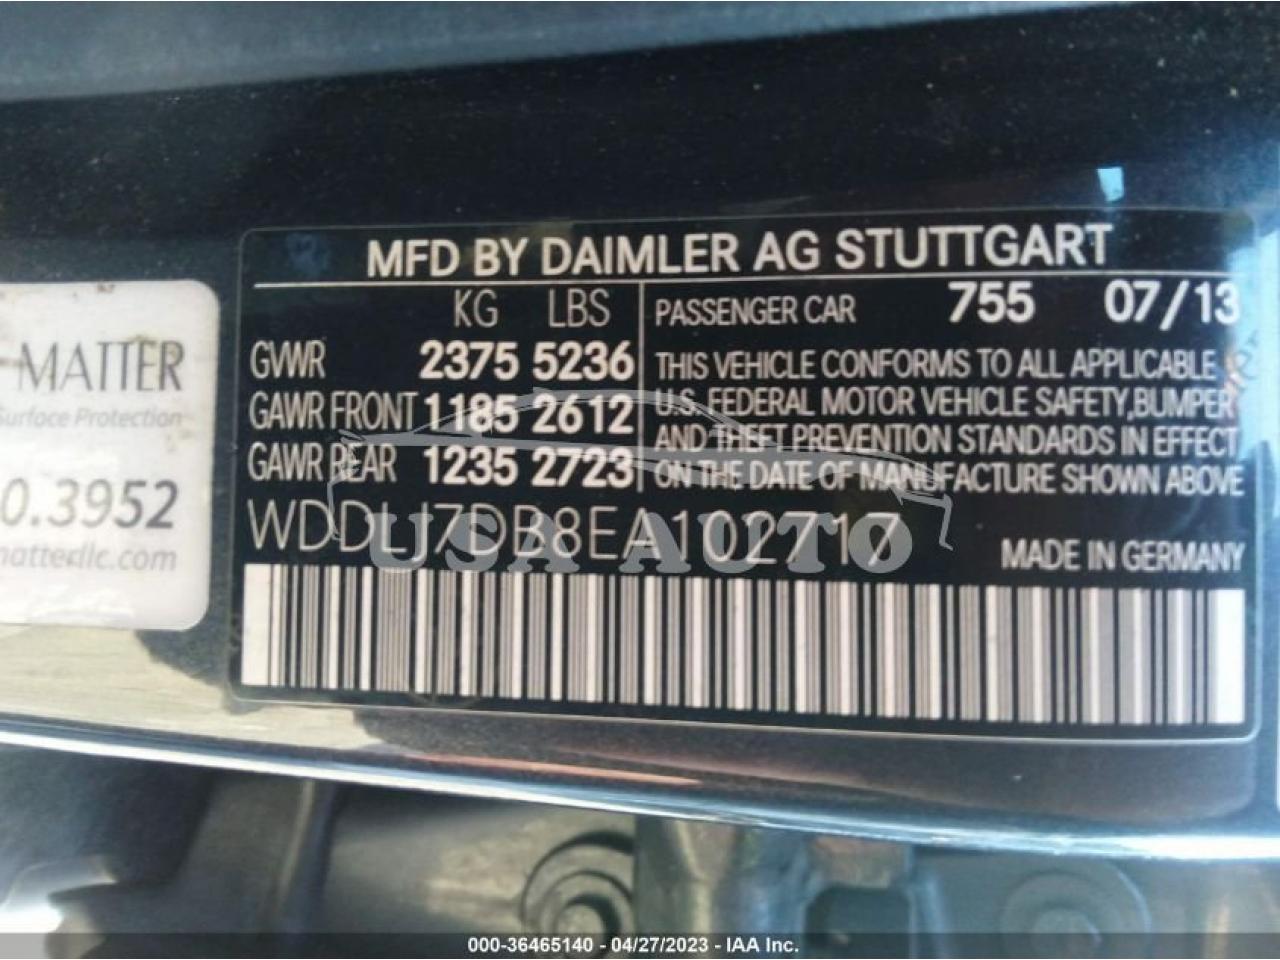 MFD BY DAIMLER AG STUTTGART
KG LBS
GVWR 2375 5236
GAWR FRONT 1185 2612
GAWR REAR 1235 2723
PASSENGER CAR 755 07/13
THIS VEHICLE CONFORMS TO ALL APPLICABLE
U.S. FEDERAL MOTOR VEHICLE SAFETY, BUMPER
AND THEFT PREVENTION STANDARDS IN EFFECT
ON THE DATE OF MANUFACTURE SHOWN ABOVE
WDDLJ7DB8EA102717
MADE IN GERMANY
USA AUTO
MATTER
Surface Protection
0.3952
matterllc.com
000-36465140 - 04/27/2023 - IAA Inc.